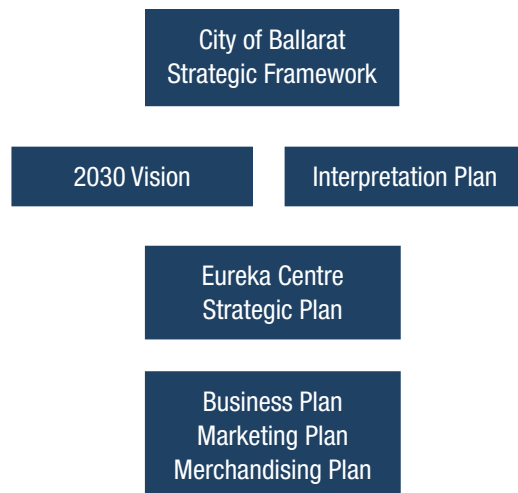 City of Ballarat
Strategic Framework
2030 Vision
Interpretation Plan
Eureka Centre
Strategic Plan
Business Plan
Marketing Plan
Merchandising Plan